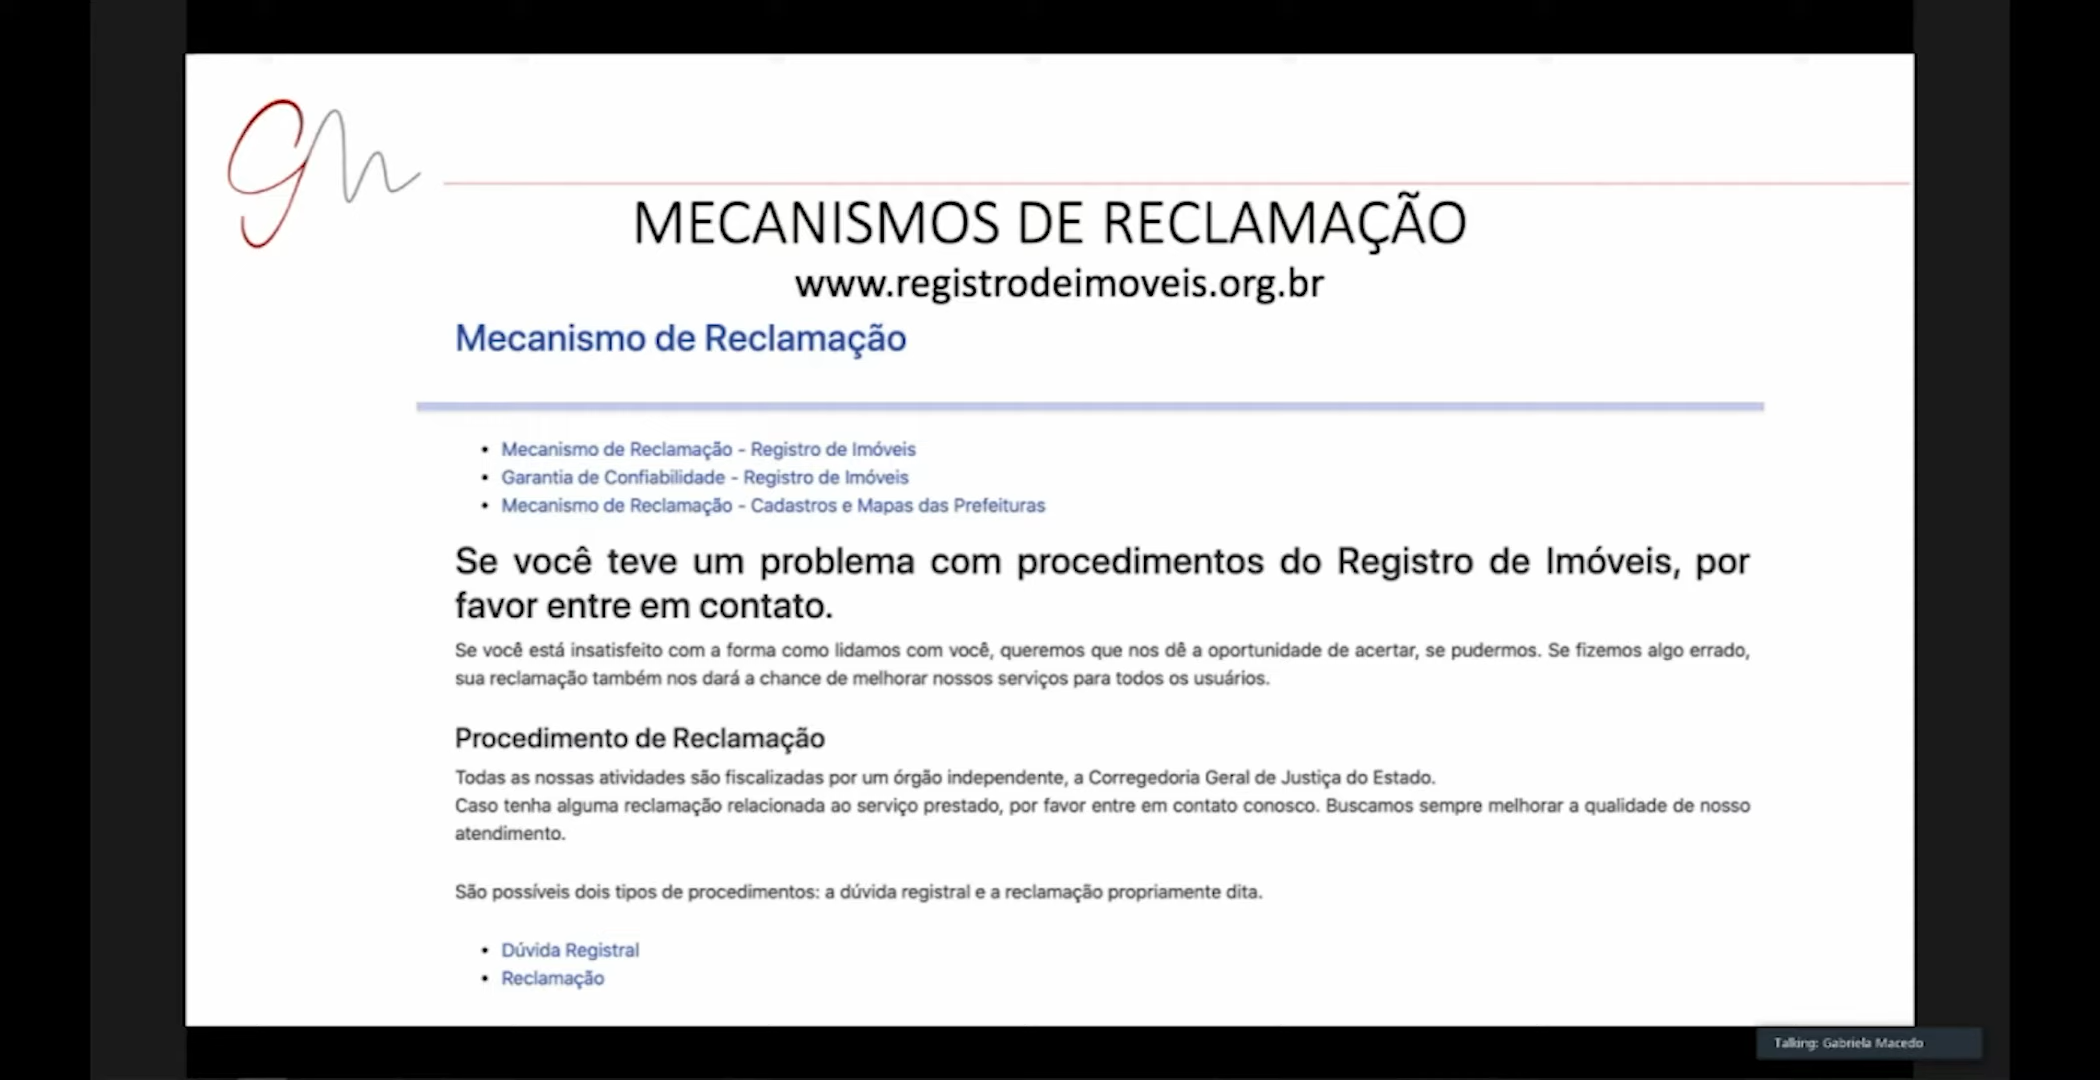 gm
MECANISMOS DE RECLAMAÇÃO
www.registrodeimoveis.org.br
Mecanismo de Reclamação
• Mecanismo de Reclamação - Registro de Imóveis
• Garantia de Confiabilidade - Registro de Imóveis
• Mecanismo de Reclamação - Cadastros e Mapas das Prefeituras
Se você teve um problema com procedimentos do Registro de Imóveis, por
favor entre em contato.
Se você está insatisfeito com a forma como lidamos com você, queremos que nos dê a oportunidade de acertar, se pudermos. Se fizemos algo errado,
sua reclamação também nos dará a chance de melhorar nossos serviços para todos os usuários.
Procedimento de Reclamação
Todas as nossas atividades são fiscalizadas por um órgão independente, a Corregedoria Geral de Justiça do Estado.
Caso tenha alguma reclamação relacionada ao serviço prestado, por favor entre em contato conosco. Buscamos sempre melhorar a qualidade de nosso
atendimento.
São possíveis dois tipos de procedimentos: a dúvida registral e a reclamação propriamente dita.
• Dúvida Registral
• Reclamação
Talking: Gabriela Macedo